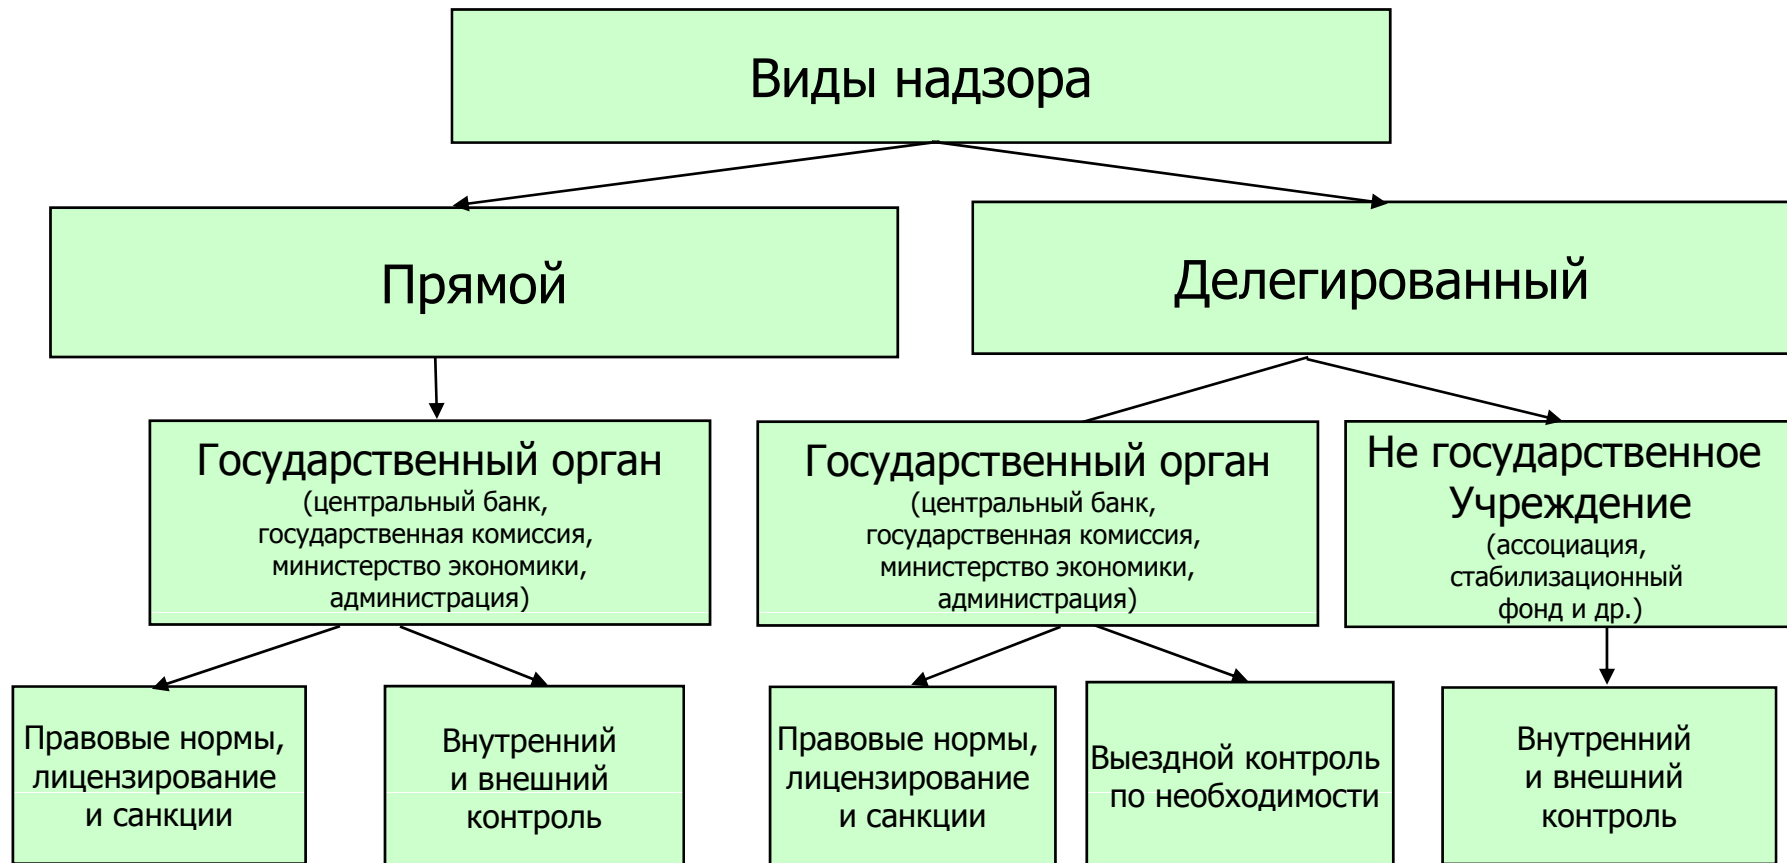 Виды надзора
Прямой
Делегированный
Государственный орган
(центральный банк,
государственная комиссия,
министерство экономики,
администрация)
Государственный орган
(центральный банк,
государственная комиссия,
министерство экономики,
администрация)
Не государственное
Учреждение
(ассоциация,
стабилизационный
фонд и др.)
Правовые нормы,
лицензирование
и санкции
Внутренний
и внешний
контроль
Правовые нормы,
лицензирование
и санкции
Выездной контроль
по необходимости
Внутренний
и внешний
контроль